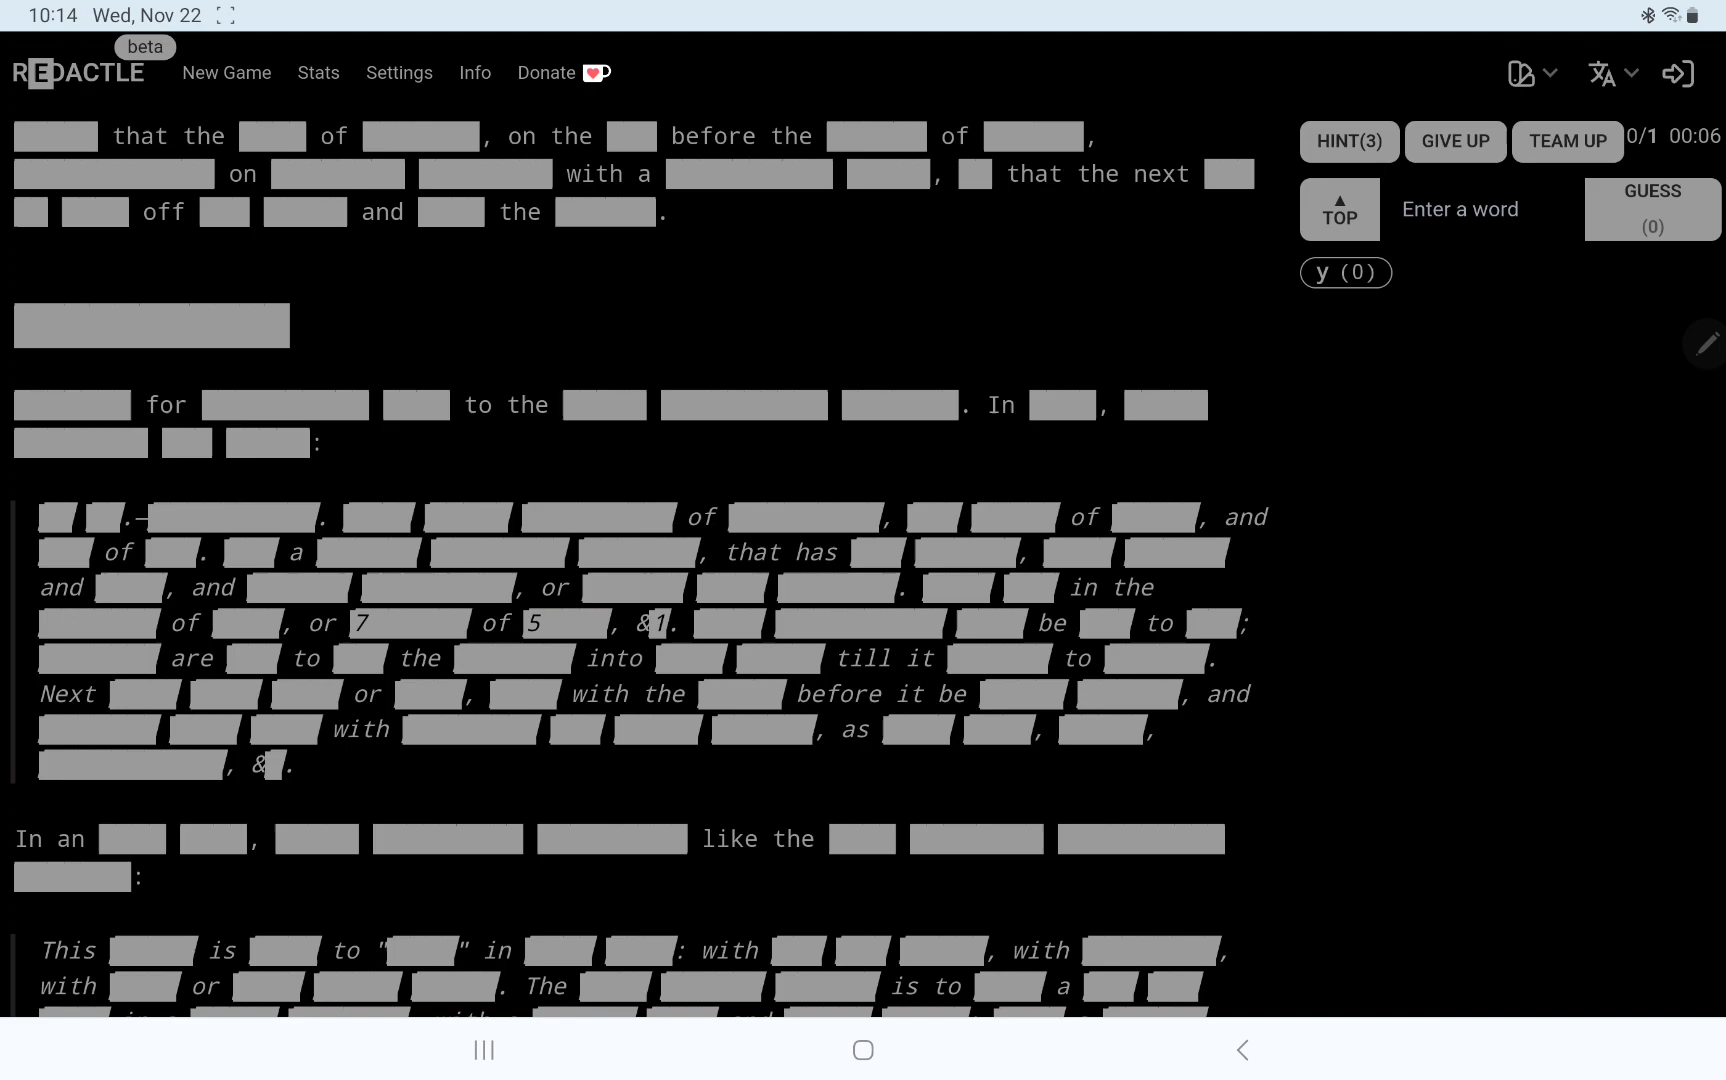 10:14 Wed, Nov 22
beta
REDACTLE New Game Stats Settings Info Donate
that the of , on the before the of ,
on with a , that the next
off and the .
HINT(3) GIVE UP TEAM UP 0/1 00:06
TOP Enter a word GUESS (0)
y (0)
for to the . In ,
:
.— . of , of , and
of . a , that has ,
and , and , or . in the
of , or 7 of 5 , &1. be to ;
are to the into till it to .
Next or , with the before it be , and
with , as , ,
, & .
In an , like the
:
This is to " " in : with , with ,
with or . The is to a